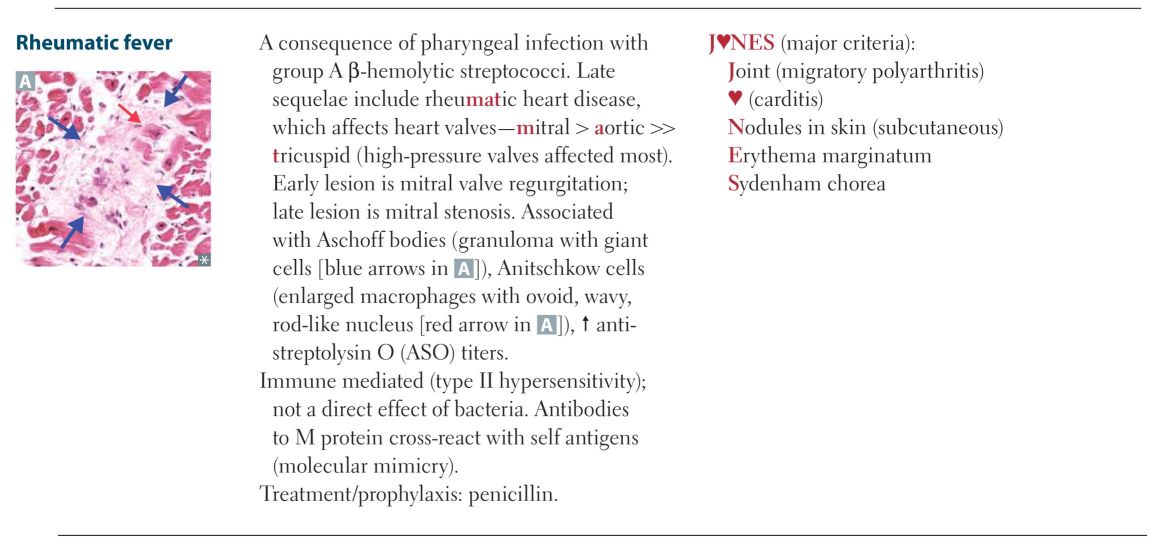 Rheumatic fever
A
*
A consequence of pharyngeal infection with
group A β-hemolytic streptococci. Late
sequelae include rheumatic heart disease,
which affects heart valves—mitral > aortic >>
tricuspid (high-pressure valves affected most).
Early lesion is mitral valve regurgitation;
late lesion is mitral stenosis. Associated
with Aschoff bodies (granuloma with giant
cells [blue arrows in A]), Anitschkow cells
(enlarged macrophages with ovoid, wavy,
rod-like nucleus [red arrow in A]), ↑ anti-
streptolysin O (ASO) titers.
Immune mediated (type II hypersensitivity);
not a direct effect of bacteria. Antibodies
to M protein cross-react with self antigens
(molecular mimicry).
Treatment/prophylaxis: penicillin.
J♥NES (major criteria):
Joint (migratory polyarthritis)
♥ (carditis)
Nodules in skin (subcutaneous)
Erythema marginatum
Sydenham chorea